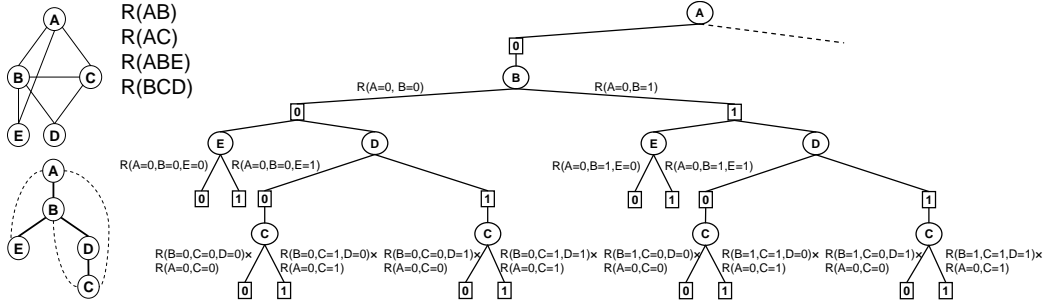 A
B
C
E
D
R(AB)
R(AC)
R(ABE)
R(BCD)
A
B
E
D
C
A
0
B
R(A=0, B=0)
R(A=0,B=1)
0
1
E
D
E
D
R(A=0,B=0,E=0)
R(A=0,B=0,E=1)
R(A=0,B=1,E=0)
R(A=0,B=1,E=1)
0
1
0
1
0
1
0
1
C
C
C
C
R(B=0,C=0,D=0)×
R(A=0,C=0)
R(B=0,C=1,D=0)×
R(A=0,C=1)
R(B=0,C=0,D=1)×
R(A=0,C=0)
R(B=0,C=1,D=1)×
R(A=0,C=1)
R(B=1,C=0,D=0)×
R(A=0,C=0)
R(B=1,C=1,D=0)×
R(A=0,C=1)
R(B=1,C=0,D=1)×
R(A=0,C=0)
R(B=1,C=1,D=1)×
R(A=0,C=1)
0
1
0
1
0
1
0
1